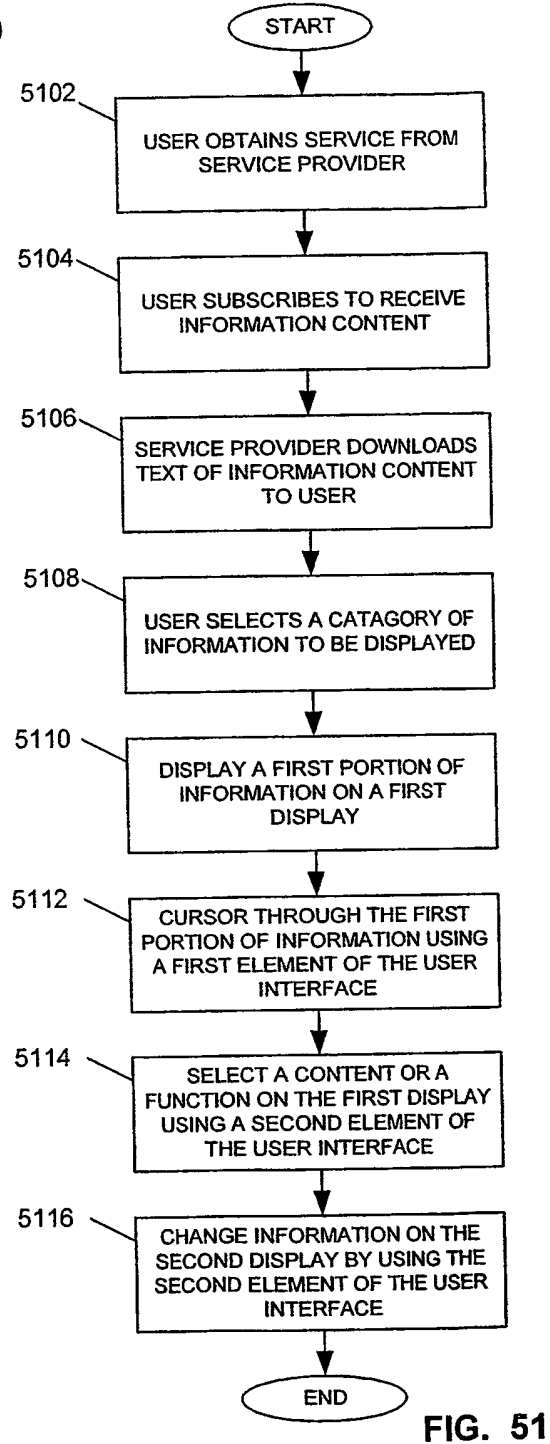 START
5102
USER OBTAINS SERVICE FROM
SERVICE PROVIDER
5104
USER SUBSCRIBES TO RECEIVE
INFORMATION CONTENT
5106
SERVICE PROVIDER DOWNLOADS
TEXT OF INFORMATION CONTENT
TO USER
5108
USER SELECTS A CATAGORY OF
INFORMATION TO BE DISPLAYED
5110
DISPLAY A FIRST PORTION OF
INFORMATION ON A FIRST
DISPLAY
5112
CURSOR THROUGH THE FIRST
PORTION OF INFORMATION USING
A FIRST ELEMENT OF THE USER
INTERFACE
5114
SELECT A CONTENT OR A
FUNCTION ON THE FIRST DISPLAY
USING A SECOND ELEMENT OF
THE USER INTERFACE
5116
CHANGE INFORMATION ON THE
SECOND DISPLAY BY USING THE
SECOND ELEMENT OF THE USER
INTERFACE
END
FIG. 51